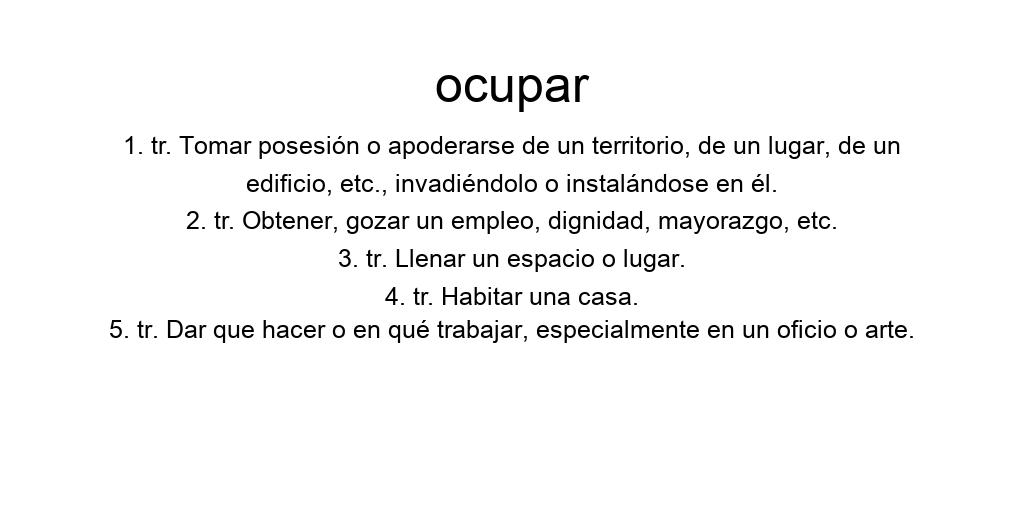 ocupar
1. tr. Tomar posesión o apoderarse de un territorio, de un lugar, de un
edificio, etc., invadiéndolo o instalándose en él.
2. tr. Obtener, gozar un empleo, dignidad, mayorazgo, etc.
3. tr. Llenar un espacio o lugar.
4. tr. Habitar una casa.
5. tr. Dar que hacer o en qué trabajar, especialmente en un oficio o arte.